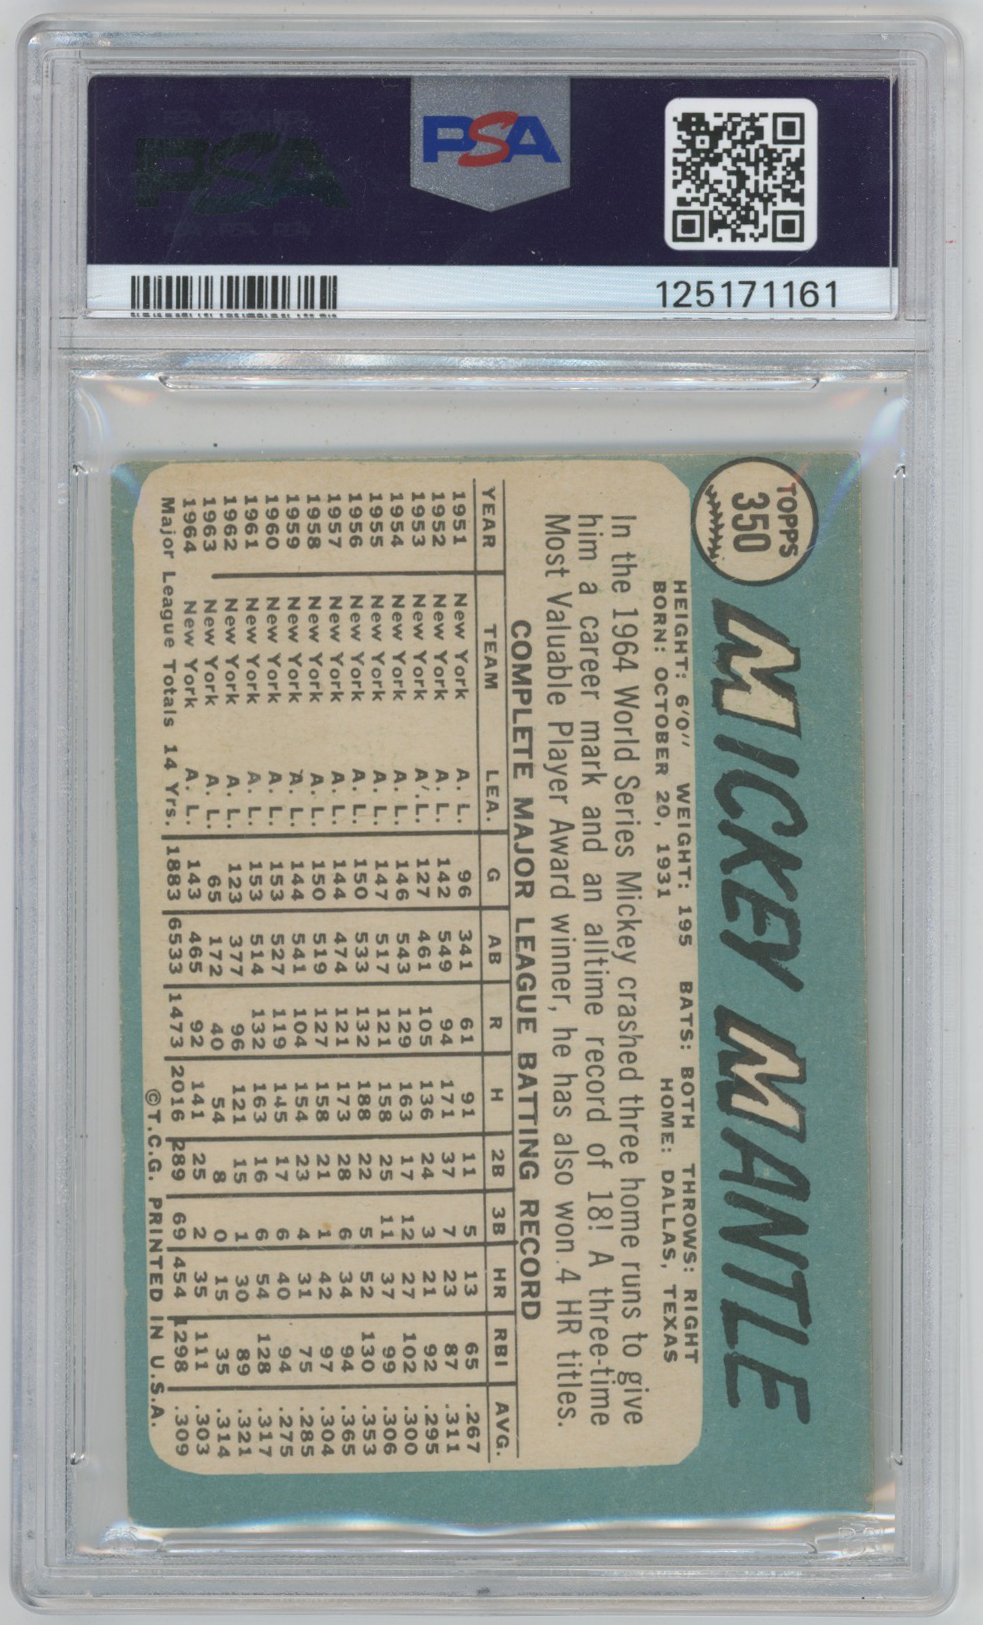 PSA
PSA
125171161
TOPPS
350
MICKEY MANTLE
HEIGHT: 6'0" WEIGHT: 195 BATS: BOTH THROWS: RIGHT
BORN: OCTOBER 20, 1931 HOME: DALLAS, TEXAS
In the 1964 World Series Mickey crashed three home runs to give
him a career mark and an alltime record of 18! A three-time
Most Valuable Player Award winner, he has also won 4 HR titles.
COMPLETE MAJOR LEAGUE BATTING RECORD
YEAR TEAM LEA. G AB R H 2B 3B HR RBI AVG.
1951 New York A. L. 96 341 61 91 11 5 13 65 .267
1952 New York A. L. 142 549 94 171 37 7 23 87 .311
1953 New York A. L. 127 461 105 136 24 3 21 92 .295
1954 New York A. L. 146 543 129 163 17 12 27 102 .300
1955 New York A. L. 147 517 121 158 25 11 37 99 .306
1956 New York A. L. 150 533 132 188 22 5 52 130 .353
1957 New York A. L. 144 474 121 173 28 6 34 94 .365
1958 New York A. L. 150 519 127 158 21 1 42 97 .304
1959 New York A. L. 144 541 104 154 23 4 31 75 .285
1960 New York A. L. 153 527 119 145 17 6 40 94 .275
1961 New York A. L. 153 514 132 163 16 6 54 128 .317
1962 New York A. L. 123 377 96 121 15 1 30 89 .321
1963 New York A. L. 65 172 40 54 8 0 15 35 .314
1964 New York A. L. 143 465 92 141 25 2 35 111 .303
Major League Totals 14 Yrs. 1883 6533 1473 2016 289 69 454 1298 .309
©T.C.G. PRINTED IN U.S.A.